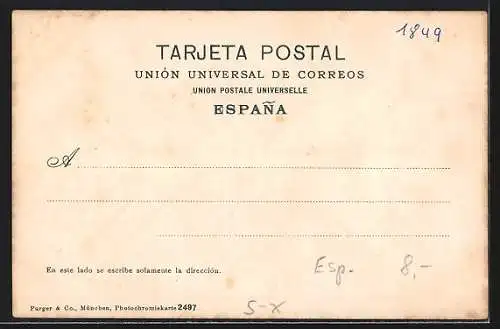 1849
TARJETA POSTAL
UNIÓN UNIVERSAL DE CORREOS
UNION POSTALE UNIVERSELLE
ESPAÑA
A
En este lado se escribe solamente la dirección.
Esp. 8,-
Purger & Co., München, Photochromiekarte 2497
S-X